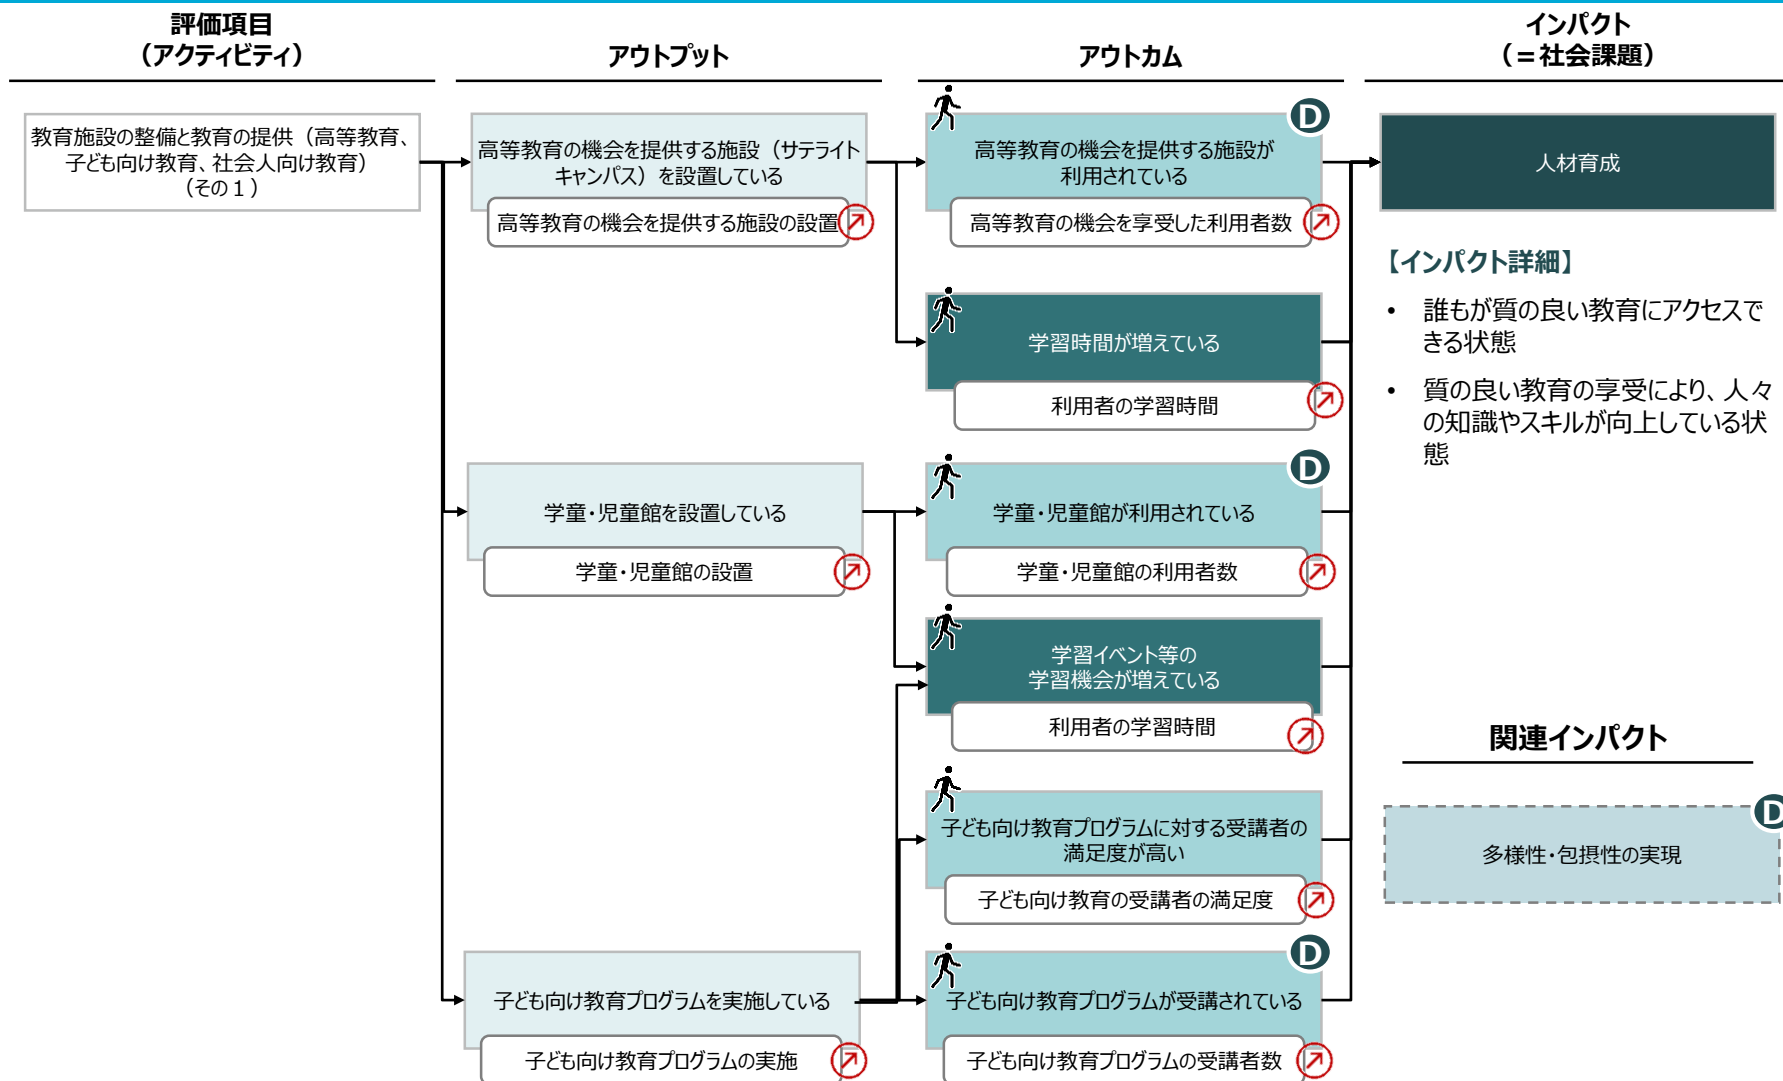 評価項目
（アクティビティ）
アウトプット
アウトカム
インパクト
（＝社会課題）
教育施設の整備と教育の提供（高等教育、
子ども向け教育、社会人向け教育）
（その１）
高等教育の機会を提供する施設（サテライト
キャンパス）を設置している
高等教育の機会を提供する施設の設置
D
高等教育の機会を提供する施設が
利用されている
高等教育の機会を享受した利用者数
人材育成
【インパクト詳細】
• 誰もが質の良い教育にアクセスで
きる状態
• 質の良い教育の享受により、人々
の知識やスキルが向上している状
態
学習時間が増えている
利用者の学習時間
学童・児童館を設置している
学童・児童館の設置
D
学童・児童館が利用されている
学童・児童館の利用者数
学習イベント等の
学習機会が増えている
利用者の学習時間
子ども向け教育プログラムに対する受講者の
満足度が高い
子ども向け教育の受講者の満足度
関連インパクト
D
多様性・包摂性の実現
子ども向け教育プログラムを実施している
子ども向け教育プログラムの実施
D
子ども向け教育プログラムが受講されている
子ども向け教育プログラムの受講者数